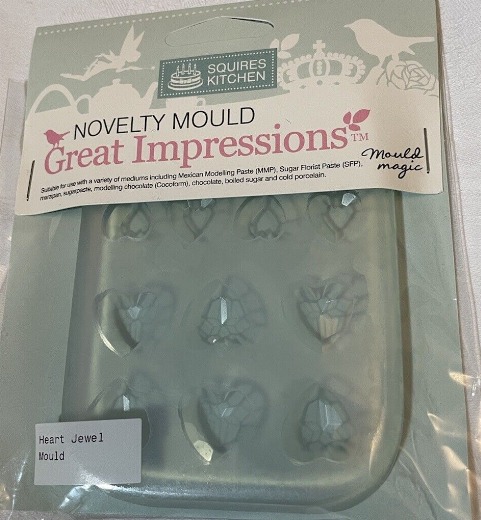 SQUIRES
KITCHEN
NOVELTY MOULD
Great Impressions™
Mould
magic
Suitable for use with a variety of mediums including Mexican Modelling Paste (MMP), Sugar Florist Paste (SFP),
marzipan, sugarpaste, modelling chocolate (Cocoform), chocolate, boiled sugar and cold porcelain.
Heart Jewel
Mould